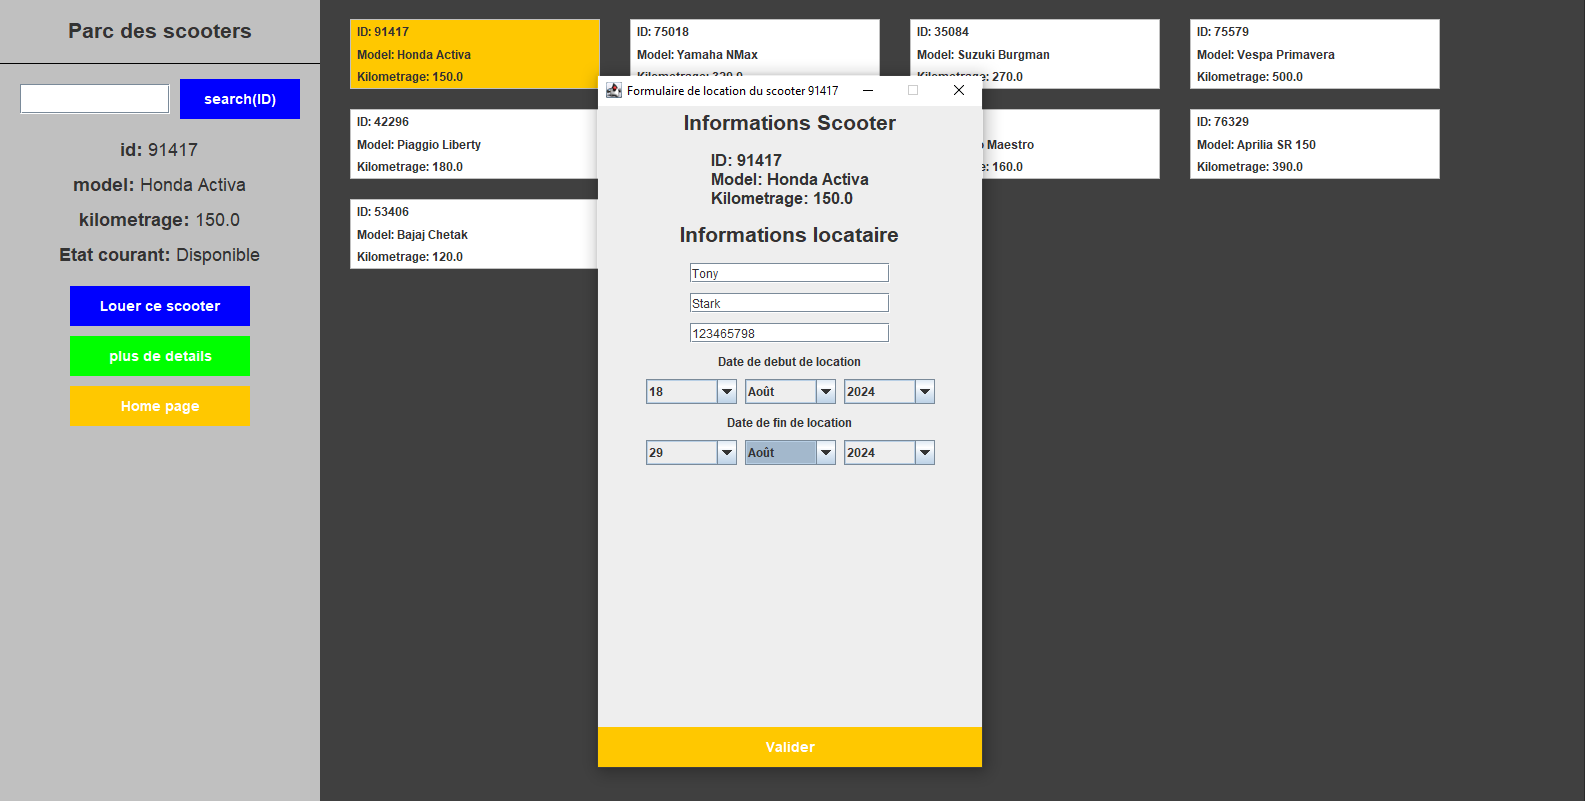 Parc des scooters
search(ID)
id: 91417
model: Honda Activa
kilometrage: 150.0
Etat courant: Disponible
Louer ce scooter
plus de details
Home page
ID: 91417
Model: Honda Activa
Kilometrage: 150.0
ID: 75018
Model: Yamaha NMax
Kilometrage: 320.0
ID: 35084
Model: Suzuki Burgman
Kilometrage: 270.0
ID: 75579
Model: Vespa Primavera
Kilometrage: 500.0
ID: 42296
Model: Piaggio Liberty
Kilometrage: 180.0
Maestro
: 160.0
ID: 76329
Model: Aprilia SR 150
Kilometrage: 390.0
ID: 53406
Model: Bajaj Chetak
Kilometrage: 120.0
Formulaire de location du scooter 91417
Informations Scooter
ID: 91417
Model: Honda Activa
Kilometrage: 150.0
Informations locataire
Tony
Stark
123465798
Date de debut de location
18 Août 2024
Date de fin de location
29 Août 2024
Valider